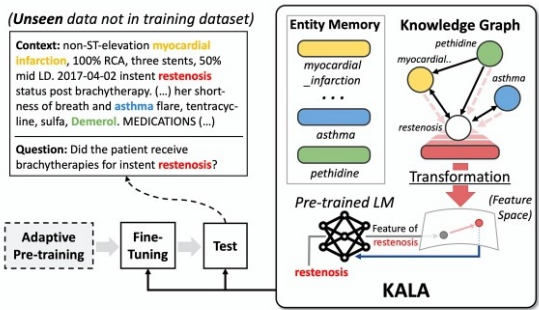 (Unseen data not in training dataset)
Context: non-ST-elevation myocardial
infarction, 100% RCA, three stents, 50%
mid LD. 2017-04-02 instent restenosis
status post brachytherapy. (...) her short-
ness of breath and asthma flare, tentracyc-
line, sulfa, Demerol. MEDICATIONS (...)
Question: Did the patient receive
brachytherapies for instent restenosis?
Adaptive
Pre-training
Fine-
Tuning
Test
Entity Memory
myocardial
_infarction
...
asthma
pethidine
Knowledge Graph
pethidine
myocardial..
asthma
restenosis
Transformation
(Feature
Space)
Pre-trained LM
Feature of
restenosis
restenosis
KALA